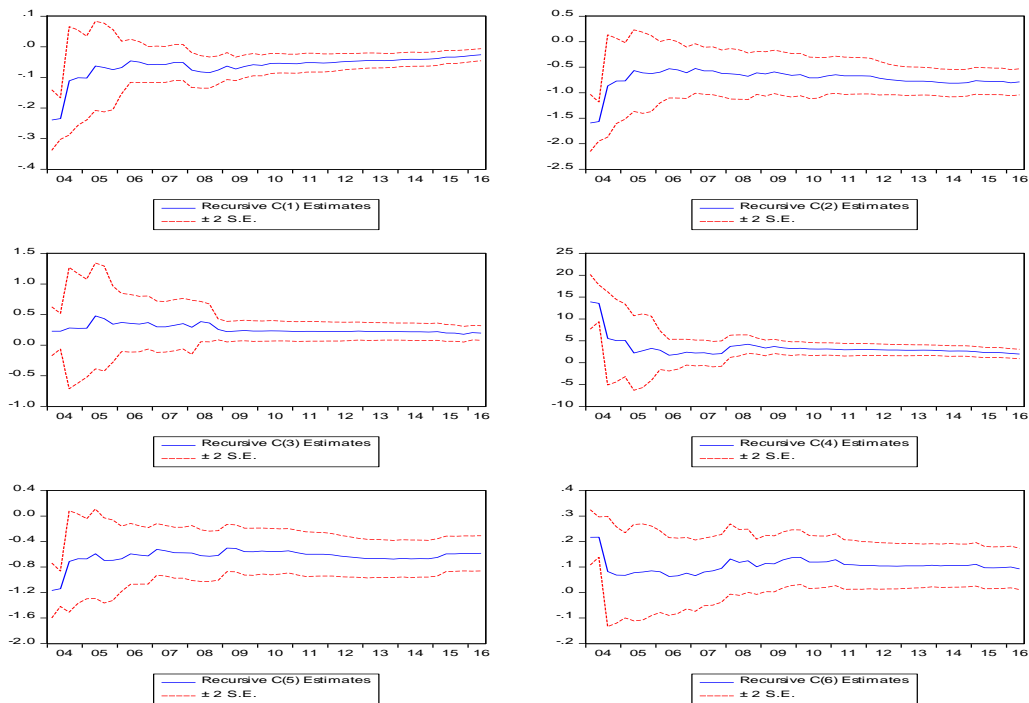 .1
.0
-.1
-.2
-.3
-.4
04 05 06 07 08 09 10 11 12 13 14 15 16
Recursive C(1) Estimates
± 2 S.E.
0.5
0.0
-0.5
-1.0
-1.5
-2.0
-2.5
04 05 06 07 08 09 10 11 12 13 14 15 16
Recursive C(2) Estimates
± 2 S.E.
1.5
1.0
0.5
0.0
-0.5
-1.0
04 05 06 07 08 09 10 11 12 13 14 15 16
Recursive C(3) Estimates
± 2 S.E.
25
20
15
10
5
0
-5
-10
04 05 06 07 08 09 10 11 12 13 14 15 16
Recursive C(4) Estimates
± 2 S.E.
0.4
0.0
-0.4
-0.8
-1.2
-1.6
-2.0
04 05 06 07 08 09 10 11 12 13 14 15 16
Recursive C(5) Estimates
± 2 S.E.
.4
.3
.2
.1
.0
-.1
-.2
04 05 06 07 08 09 10 11 12 13 14 15 16
Recursive C(6) Estimates
± 2 S.E.